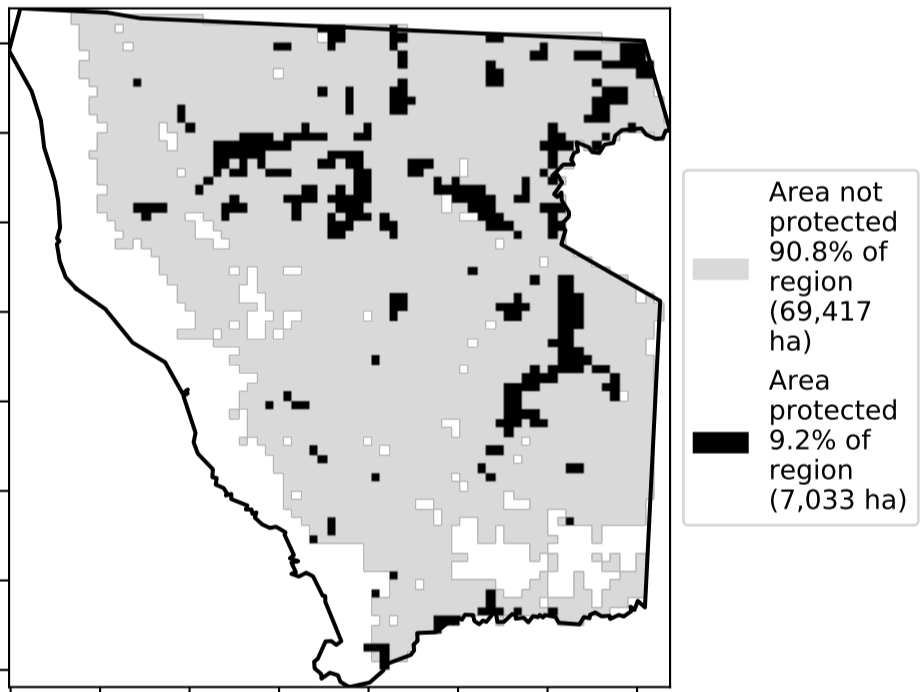 Area not
protected
90.8% of
region
(69,417
ha)
Area
protected
9.2% of
region
(7,033 ha)